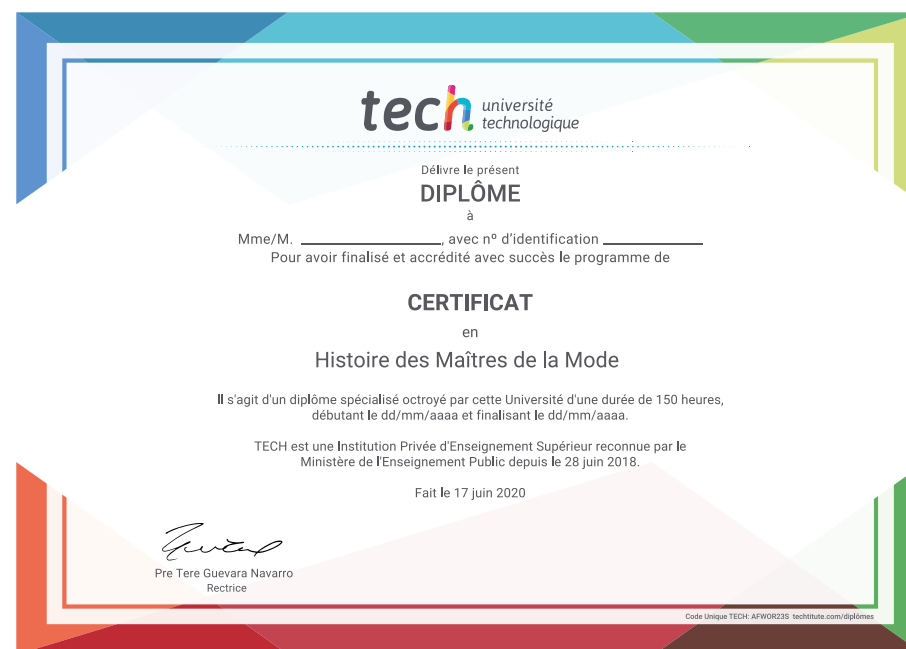 tech université
technologique
Délivre le présent
DIPLÔME
à
Mme/M. ____________________, avec nº d'identification ______________
Pour avoir finalisé et accrédité avec succès le programme de
CERTIFICAT
en
Histoire des Maîtres de la Mode
Il s'agit d'un diplôme spécialisé octroyé par cette Université d'une durée de 150 heures,
débutant le dd/mm/aaaa et finalisant le dd/mm/aaaa.
TECH est une Institution Privée d'Enseignement Supérieur reconnue par le
Ministère de l'Enseignement Public depuis le 28 juin 2018.
Fait le 17 juin 2020
Pre Tere Guevara Navarro
Rectrice
Code Unique TECH: AFWOR23S techtitute.com/diplômes